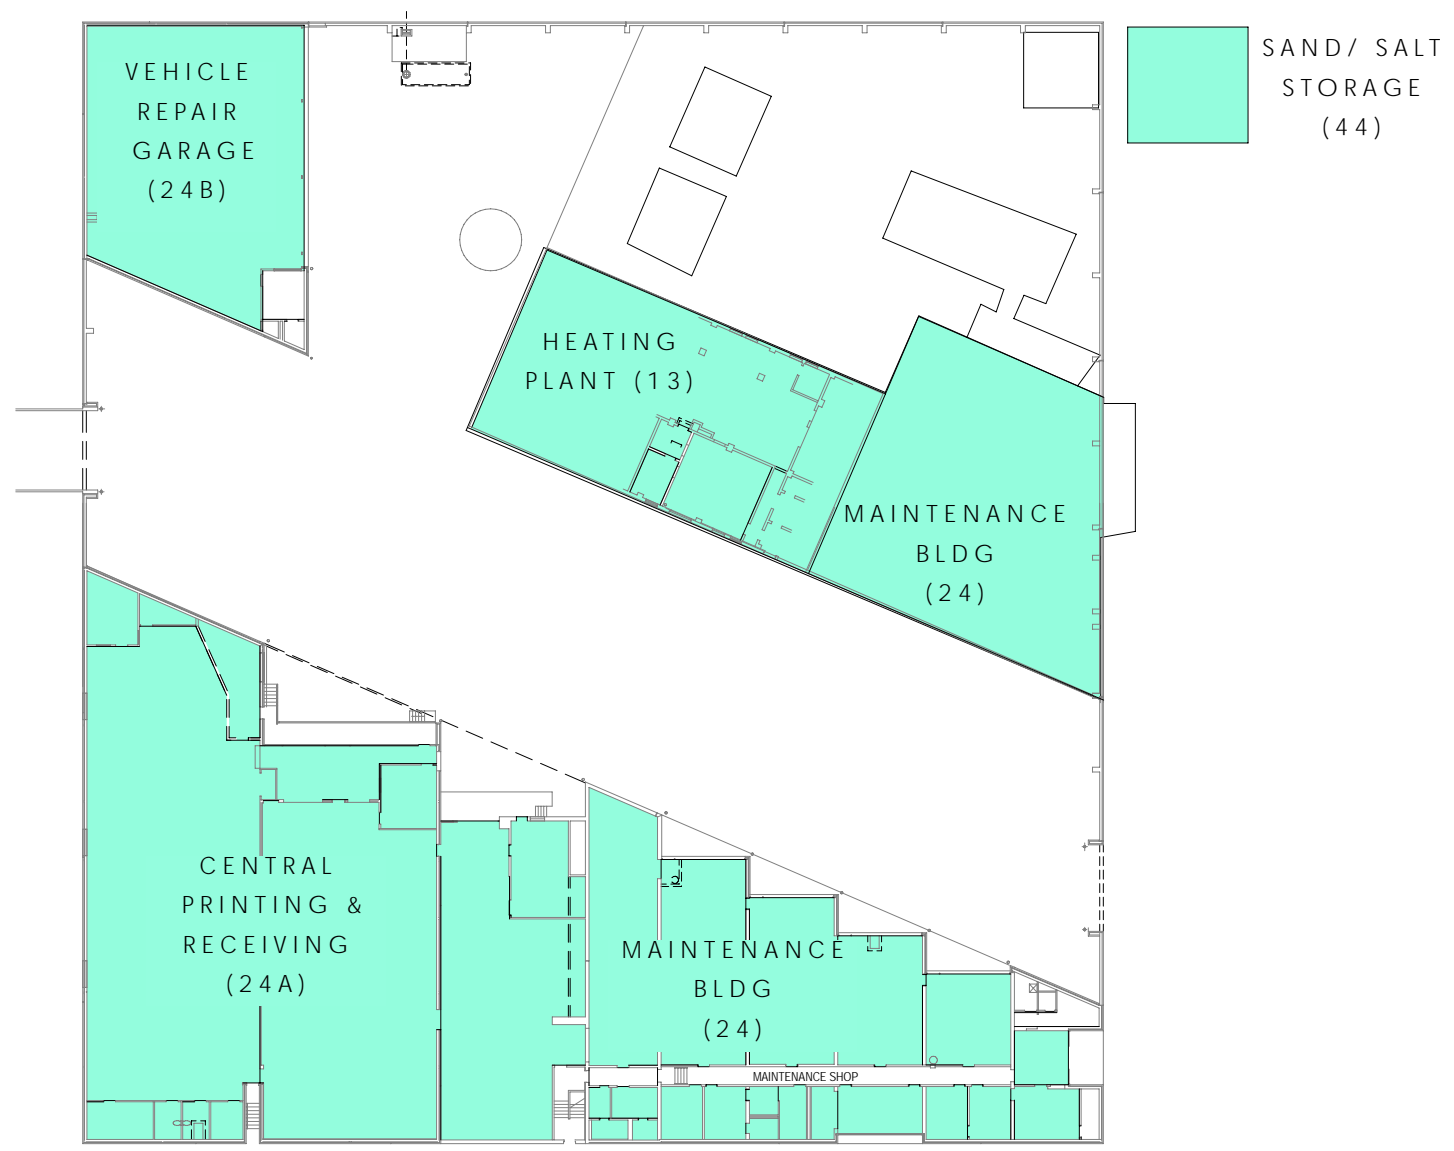 VEHICLE
REPAIR
GARAGE
(24B)
SAND/ SALT
STORAGE
(44)
HEATING
PLANT (13)
MAINTENANCE
BLDG
(24)
CENTRAL
PRINTING &
RECEIVING
(24A)
MAINTENANCE
BLDG
(24)
MAINTENANCE SHOP